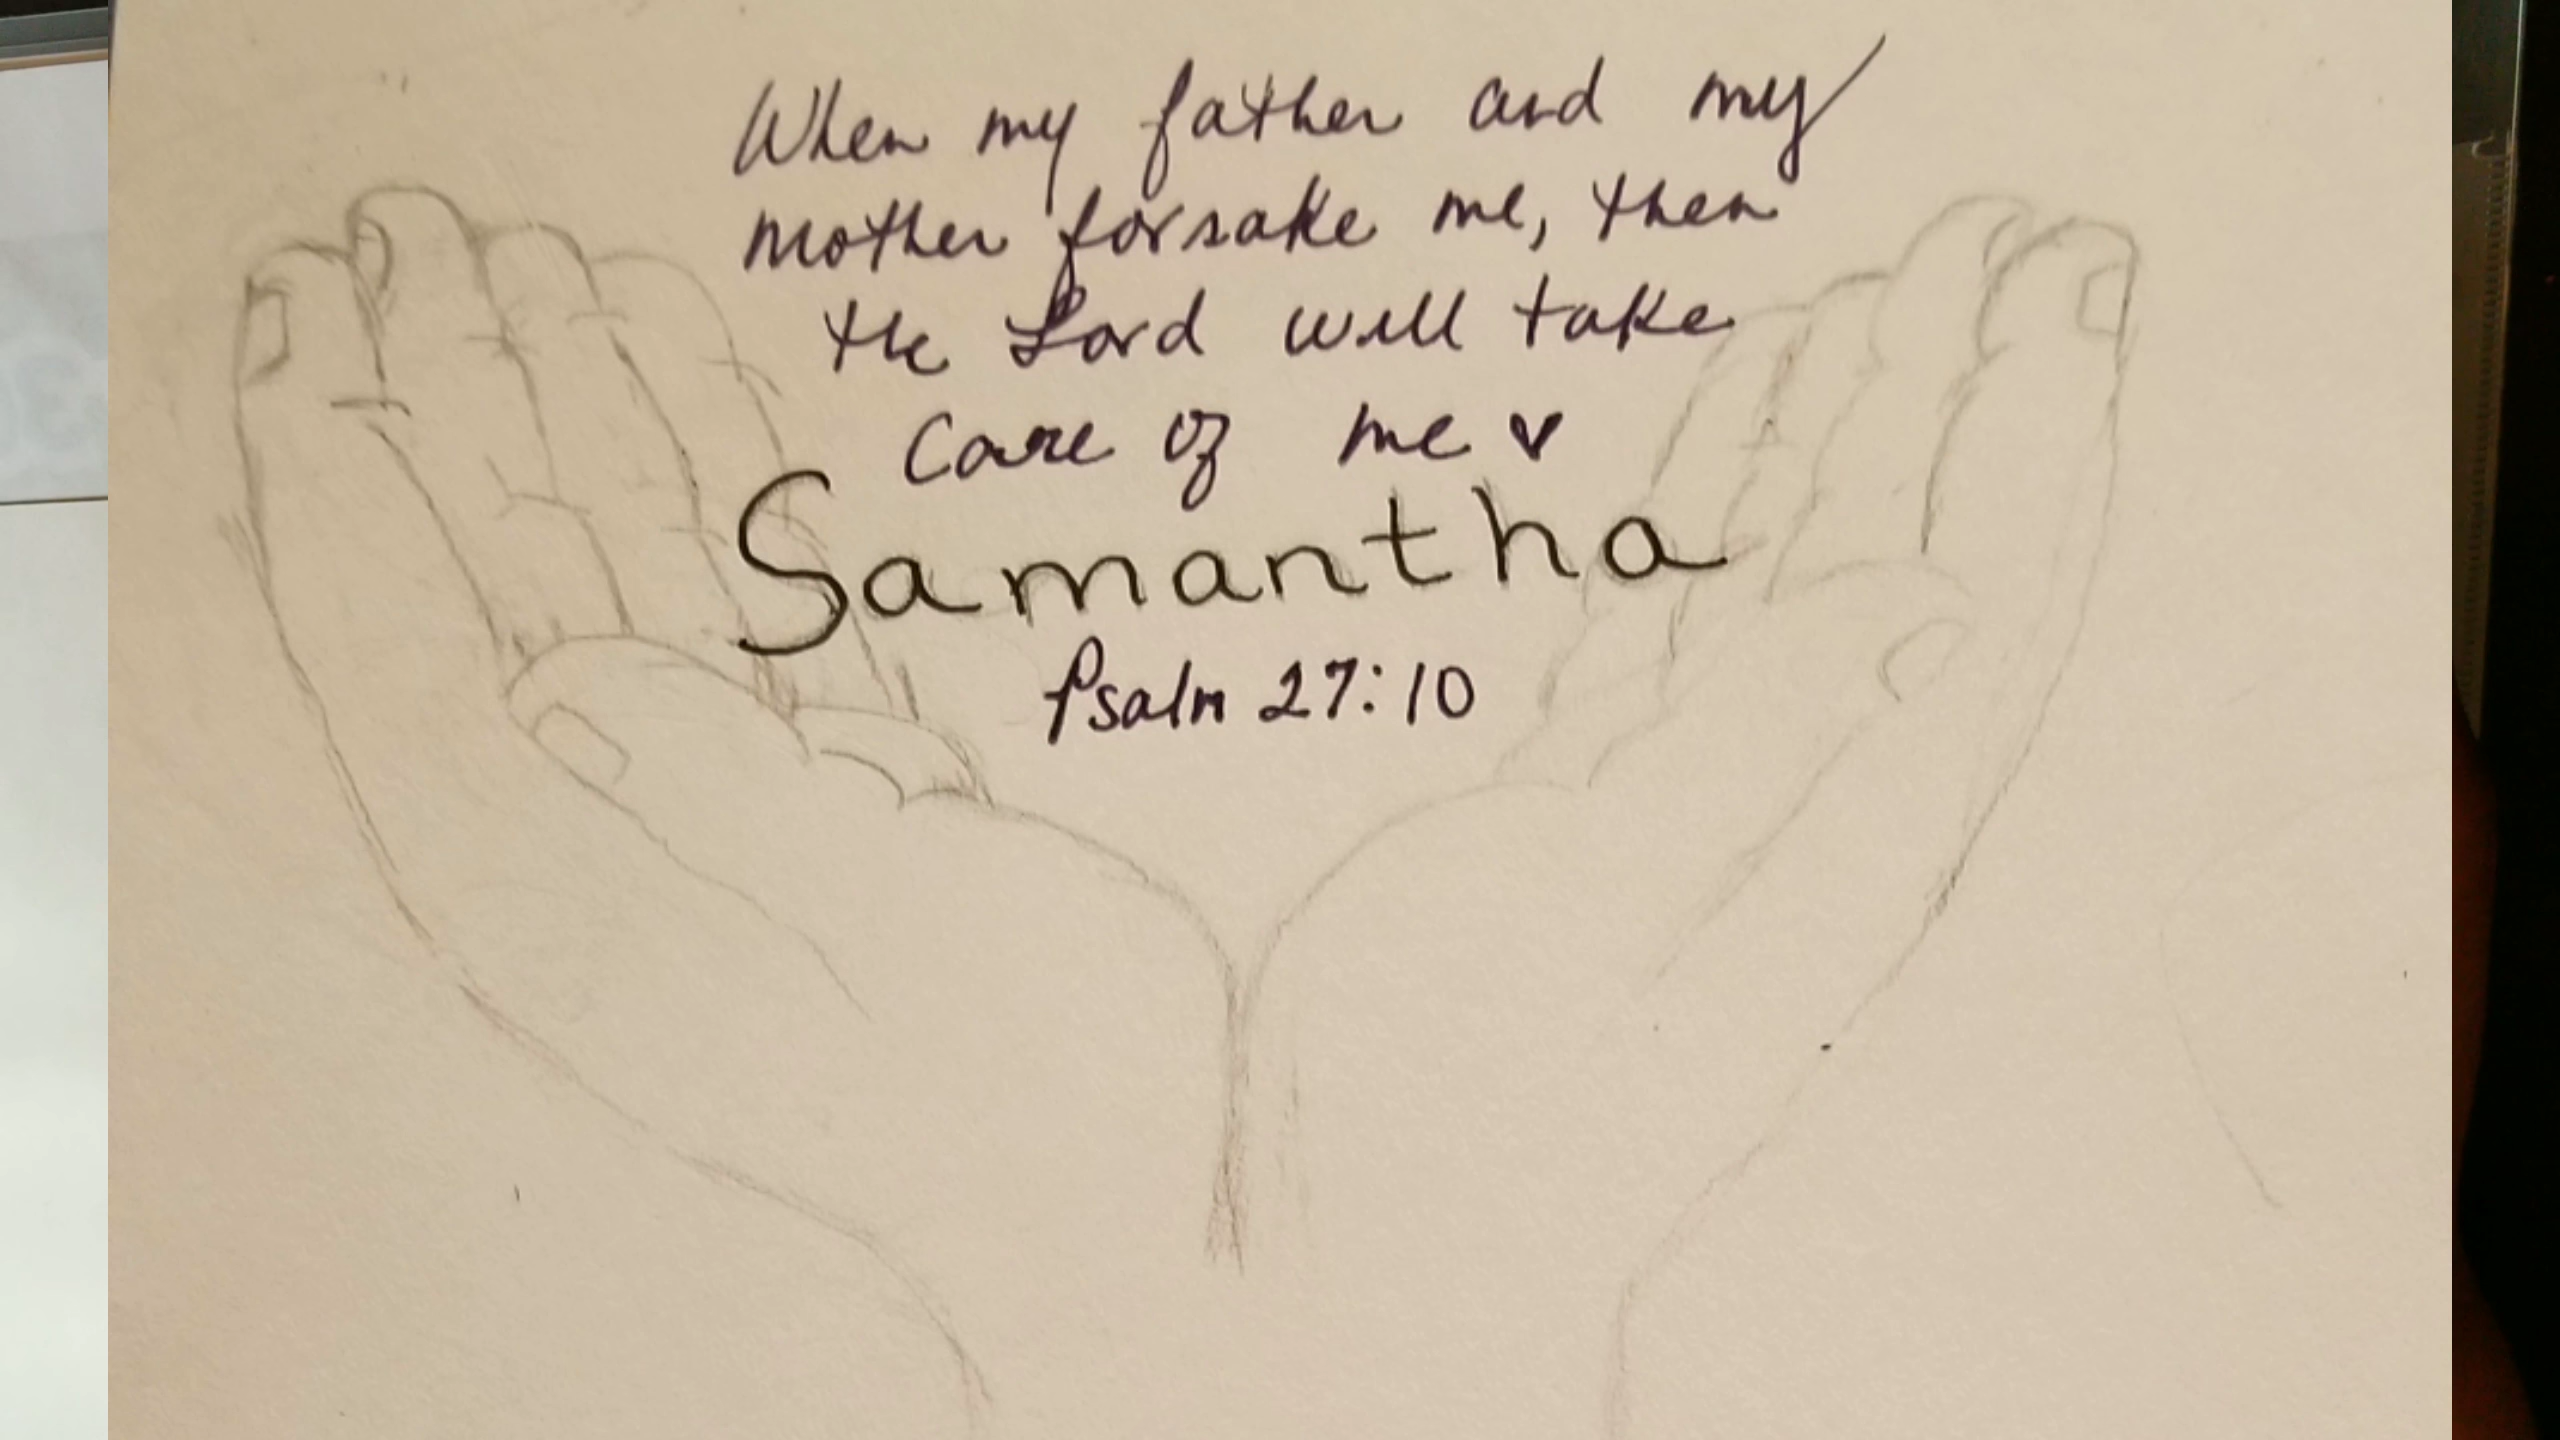 When my father and my
mother forsake me, then
the Lord will take
care of me ♥
Samantha
Psalm 27:10